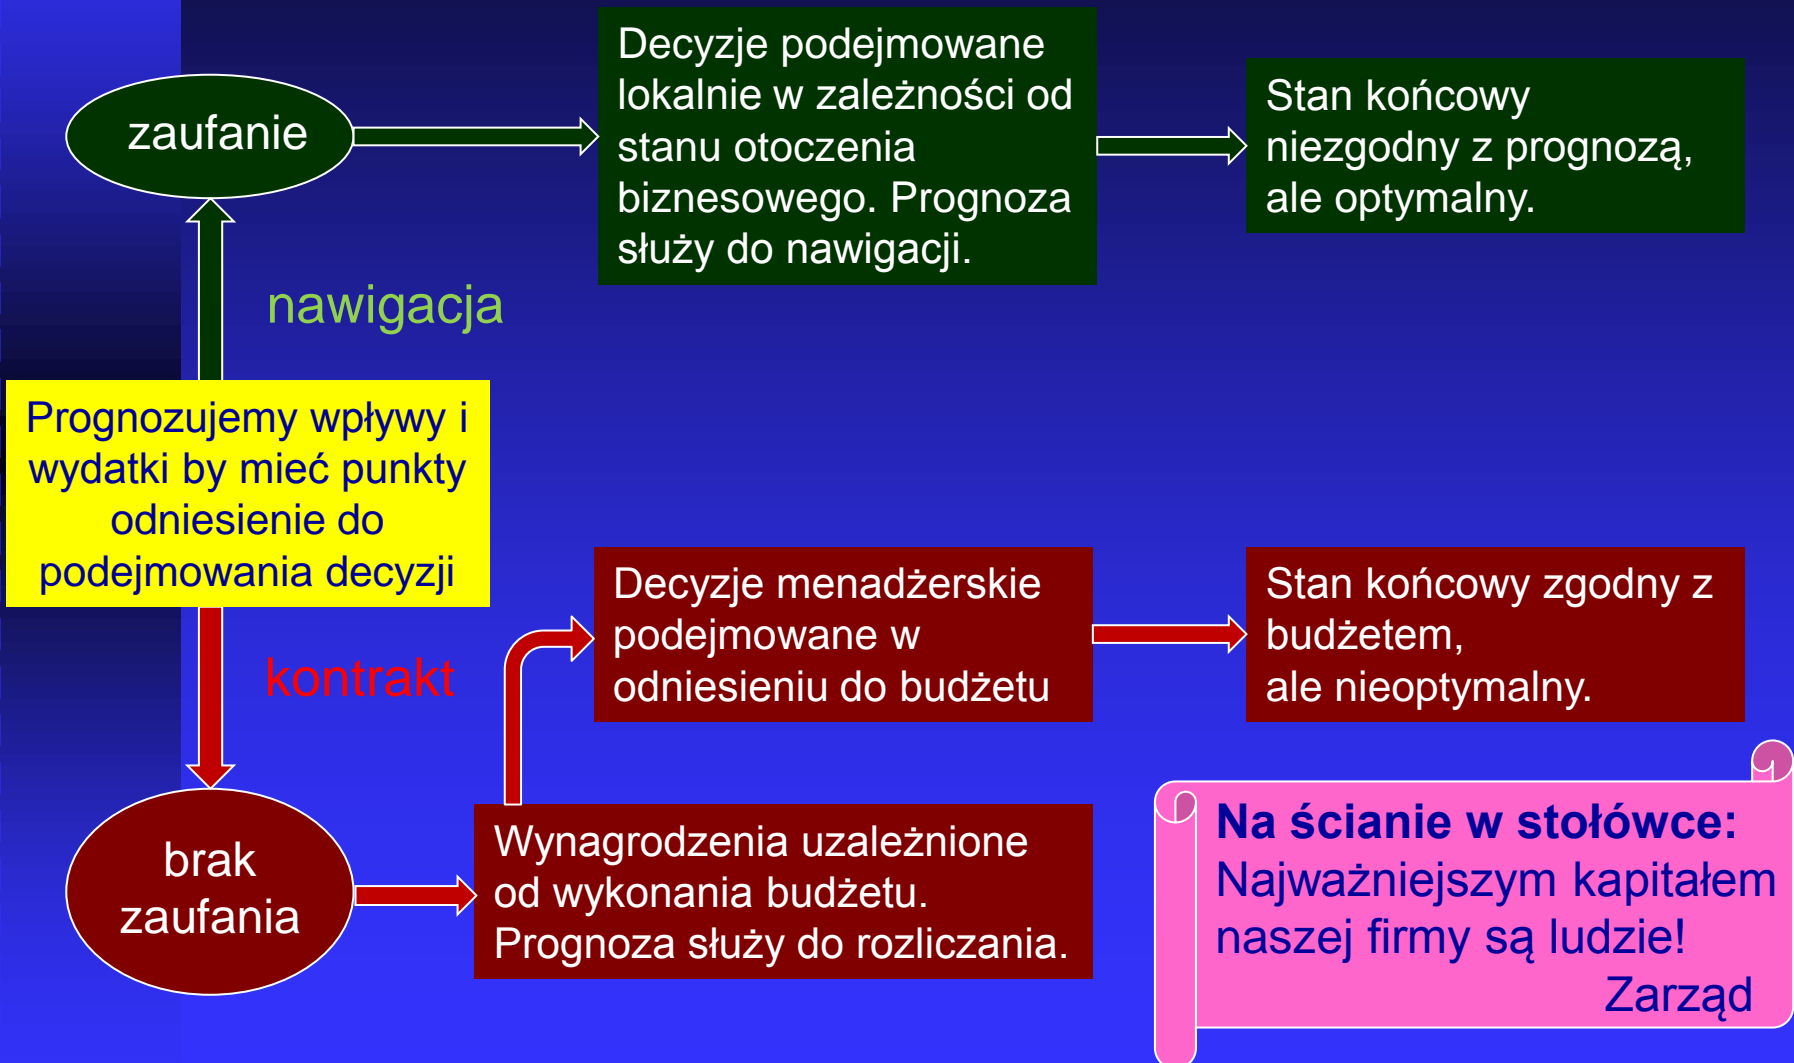 zaufanie
Decyzje podejmowane
lokalnie w zależności od
stanu otoczenia
biznesowego. Prognoza
służy do nawigacji.
Stan końcowy
niezgodny z prognozą,
ale optymalny.
nawigacja
Prognozujemy wpływy i
wydatki by mieć punkty
odniesienie do
podejmowania decyzji
kontrakt
brak
zaufania
Wynagrodzenia uzależnione
od wykonania budżetu.
Prognoza służy do rozliczania.
Decyzje menadżerskie
podejmowane w
odniesieniu do budżetu
Stan końcowy zgodny z
budżetem,
ale nieoptymalny.
Na ścianie w stołówce:
Najważniejszym kapitałem
naszej firmy są ludzie!
Zarząd